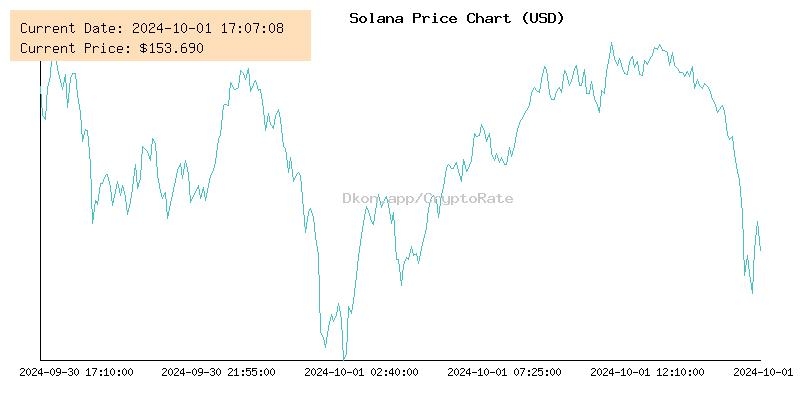 Solana Price Chart (USD)
Current Date: 2024-10-01 17:07:08
Current Price: $153.690
Dkon.app/CryptoRate
2024-09-30 17:10:00 2024-09-30 21:55:00 2024-10-01 02:40:00 2024-10-01 07:25:00 2024-10-01 12:10:00 2024-10-01